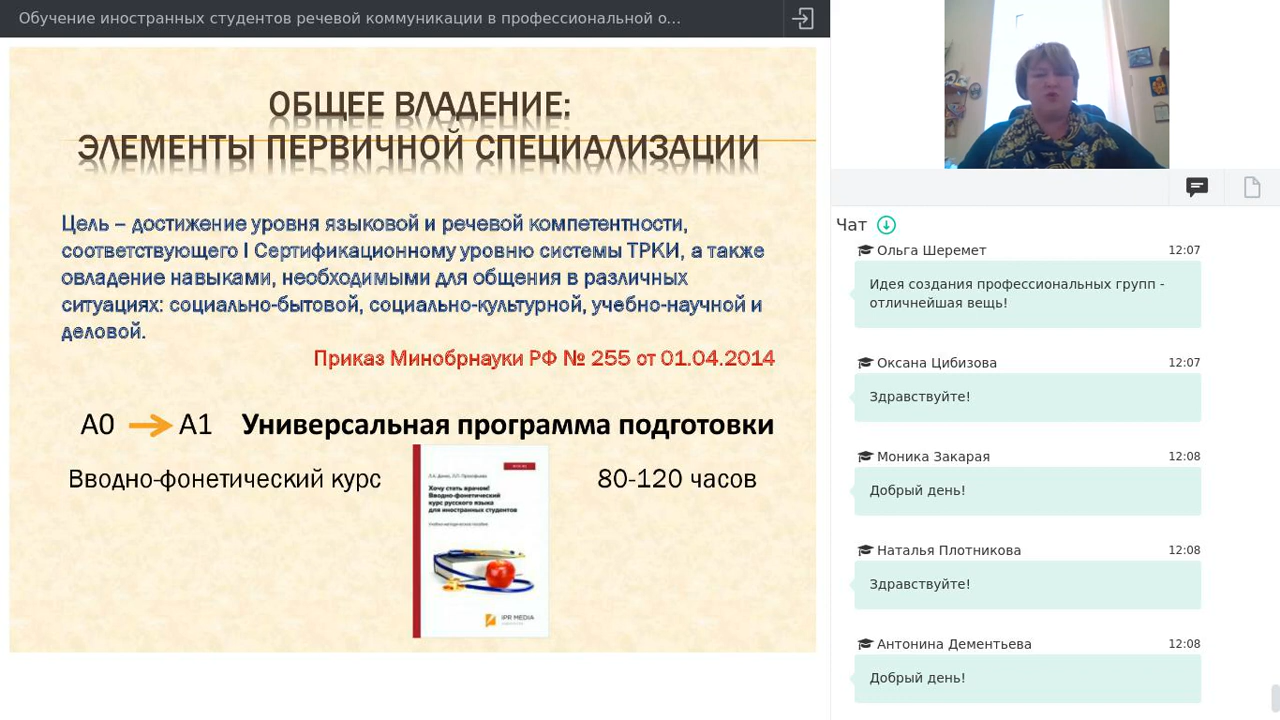 Обучение иностранных студентов речевой коммуникации в профессиональной о...
ОБЩЕЕ ВЛАДЕНИЕ:
ЭЛЕМЕНТЫ ПЕРВИЧНОЙ СПЕЦИАЛИЗАЦИИ
Цель – достижение уровня языковой и речевой компетентности,
соответствующего I Сертификационному уровню системы ТРКИ, а также
овладение навыками, необходимыми для общения в различных
ситуациях: социально-бытовой, социально-культурной, учебно-научной и
деловой.
Приказ Минобрнауки РФ № 255 от 01.04.2014
А0 А1 Универсальная программа подготовки
Вводно-фонетический курс
80-120 часов
Хочу стать врачом!
Вводно-фонетический
курс русского языка
для иностранных студентов
IPR MEDIA
Чат
Ольга Шеремет 12:07
Идея создания профессиональных групп -
отличнейшая вещь!
Оксана Цибизова 12:07
Здравствуйте!
Моника Закарая 12:08
Добрый день!
Наталья Плотникова 12:08
Здравствуйте!
Антонина Дементьева 12:08
Добрый день!